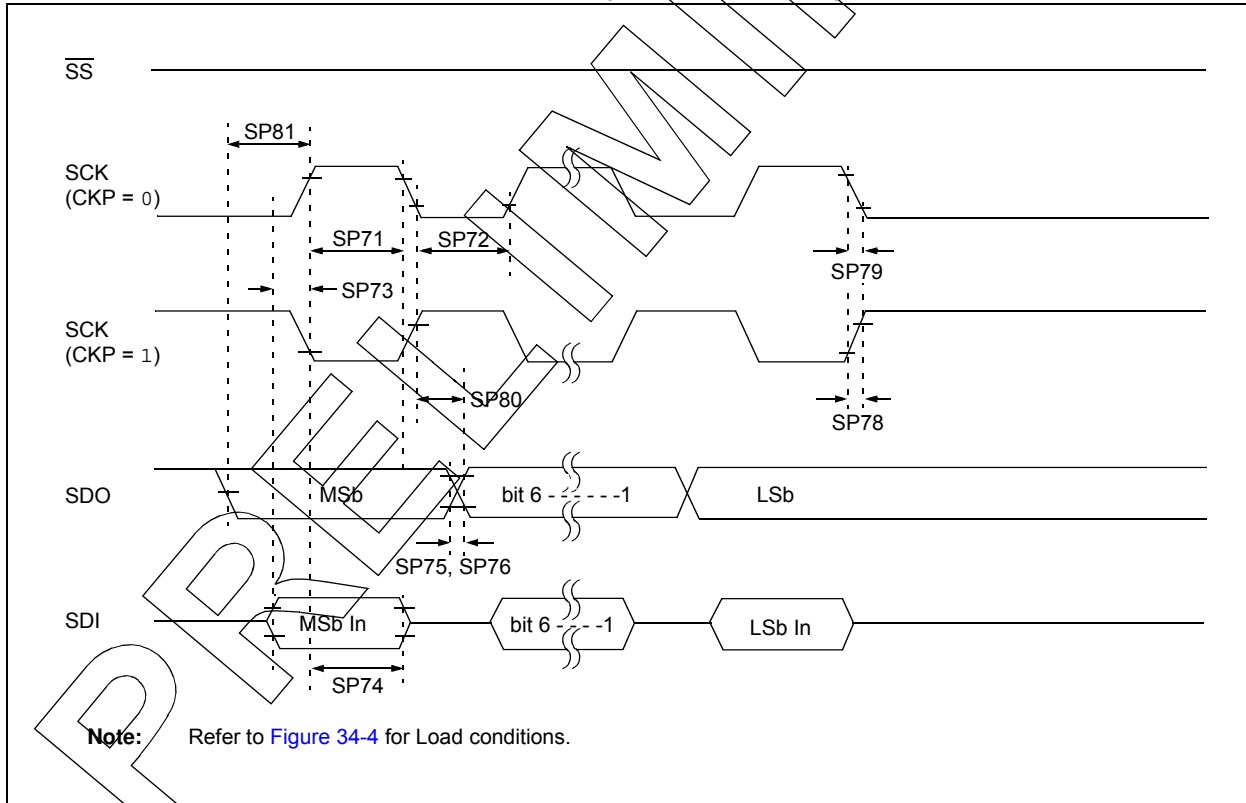 SS
SP81
SCK
(CKP = 0)
SP71
SP72
SP79
SP73
SCK
(CKP = 1)
SP80
SP78
SDO
MSb
bit 6 - - - - - -1
LSb
SP75, SP76
SDI
MSb In
bit 6 - - - -1
LSb In
SP74
Note: Refer to Figure 34-4 for Load conditions.
PRELIMI